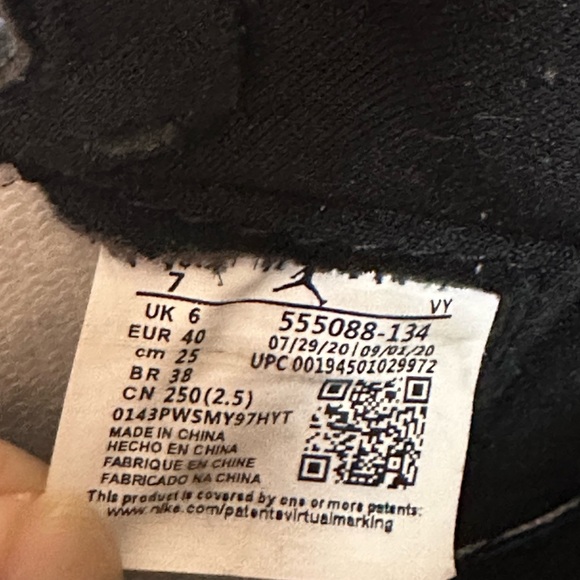 7
VY
UK 6
555088-134
EUR 40
07/29/20|09/01/20
cm 25
UPC 00194501029972
BR 38
CN 250(2.5)
0143PWSMY97HYT
MADE IN CHINA
HECHO EN CHINA
FABRIQUE EN CHINE
FABRICADO NA CHINA
This product is covered by one or more patents:
www.nike.com/patentsvirtualmarking